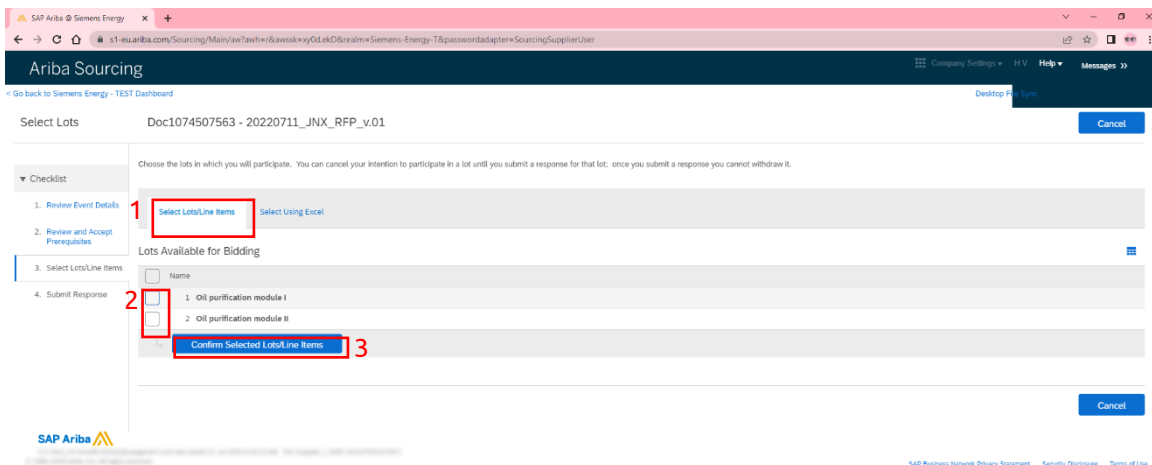 SAP Ariba @ Siemens Energy
s1-eu.ariba.com/Sourcing/Main/aw?awh=r&awssk=xy0d.ekD&realm=Siemens-Energy-T&passwordadapter=SourcingSupplierUser
Ariba Sourcing
Company Settings ▾ H V Help ▾ Messages »
< Go back to Siemens Energy - TEST Dashboard
Desktop File Sync
Select Lots
Doc1074507563 - 20220711_JNX_RFP_v.01
Cancel
Choose the lots in which you will participate. You can cancel your intention to participate in a lot until you submit a response for that lot; once you submit a response you cannot withdraw it.
▼ Checklist
1. Review Event Details
2. Review and Accept
Prerequisites
3. Select Lots/Line Items
4. Submit Response
1
Select Lots/Line Items
Select Using Excel
Lots Available for Bidding
Name
2
1 Oil purification module I
2 Oil purification module II
Confirm Selected Lots/Line Items
3
Cancel
SAP Ariba
SAP Business Network Privacy Statement Security Disclosure Terms of Use